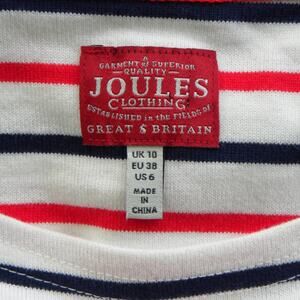 A
GARMENT of SUPERIOR
QUALITY
JOULES
CLOTHING
ESTABLISHED in the FIELDS OF
GREAT & BRITAIN
UK 10
EU 38
US 6
MADE
IN
CHINA